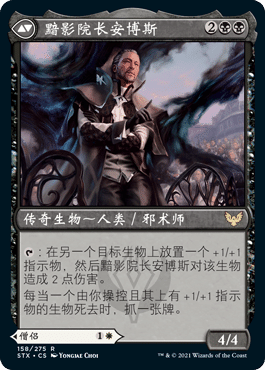 黯影院长安博斯 2
传奇生物～人类／邪术师
：在另一个目标生物上放置一个 +1/+1
指示物，然后黯影院长安博斯对该生物
造成 2 点伤害。
每当一个由你操控且其上有 +1/+1 指示
物的生物死去时，抓一张牌。
僧侣 1
4/4
158/275 R
STX • CS YONGJAE CHOI
™ & © 2021 Wizards of the Coast